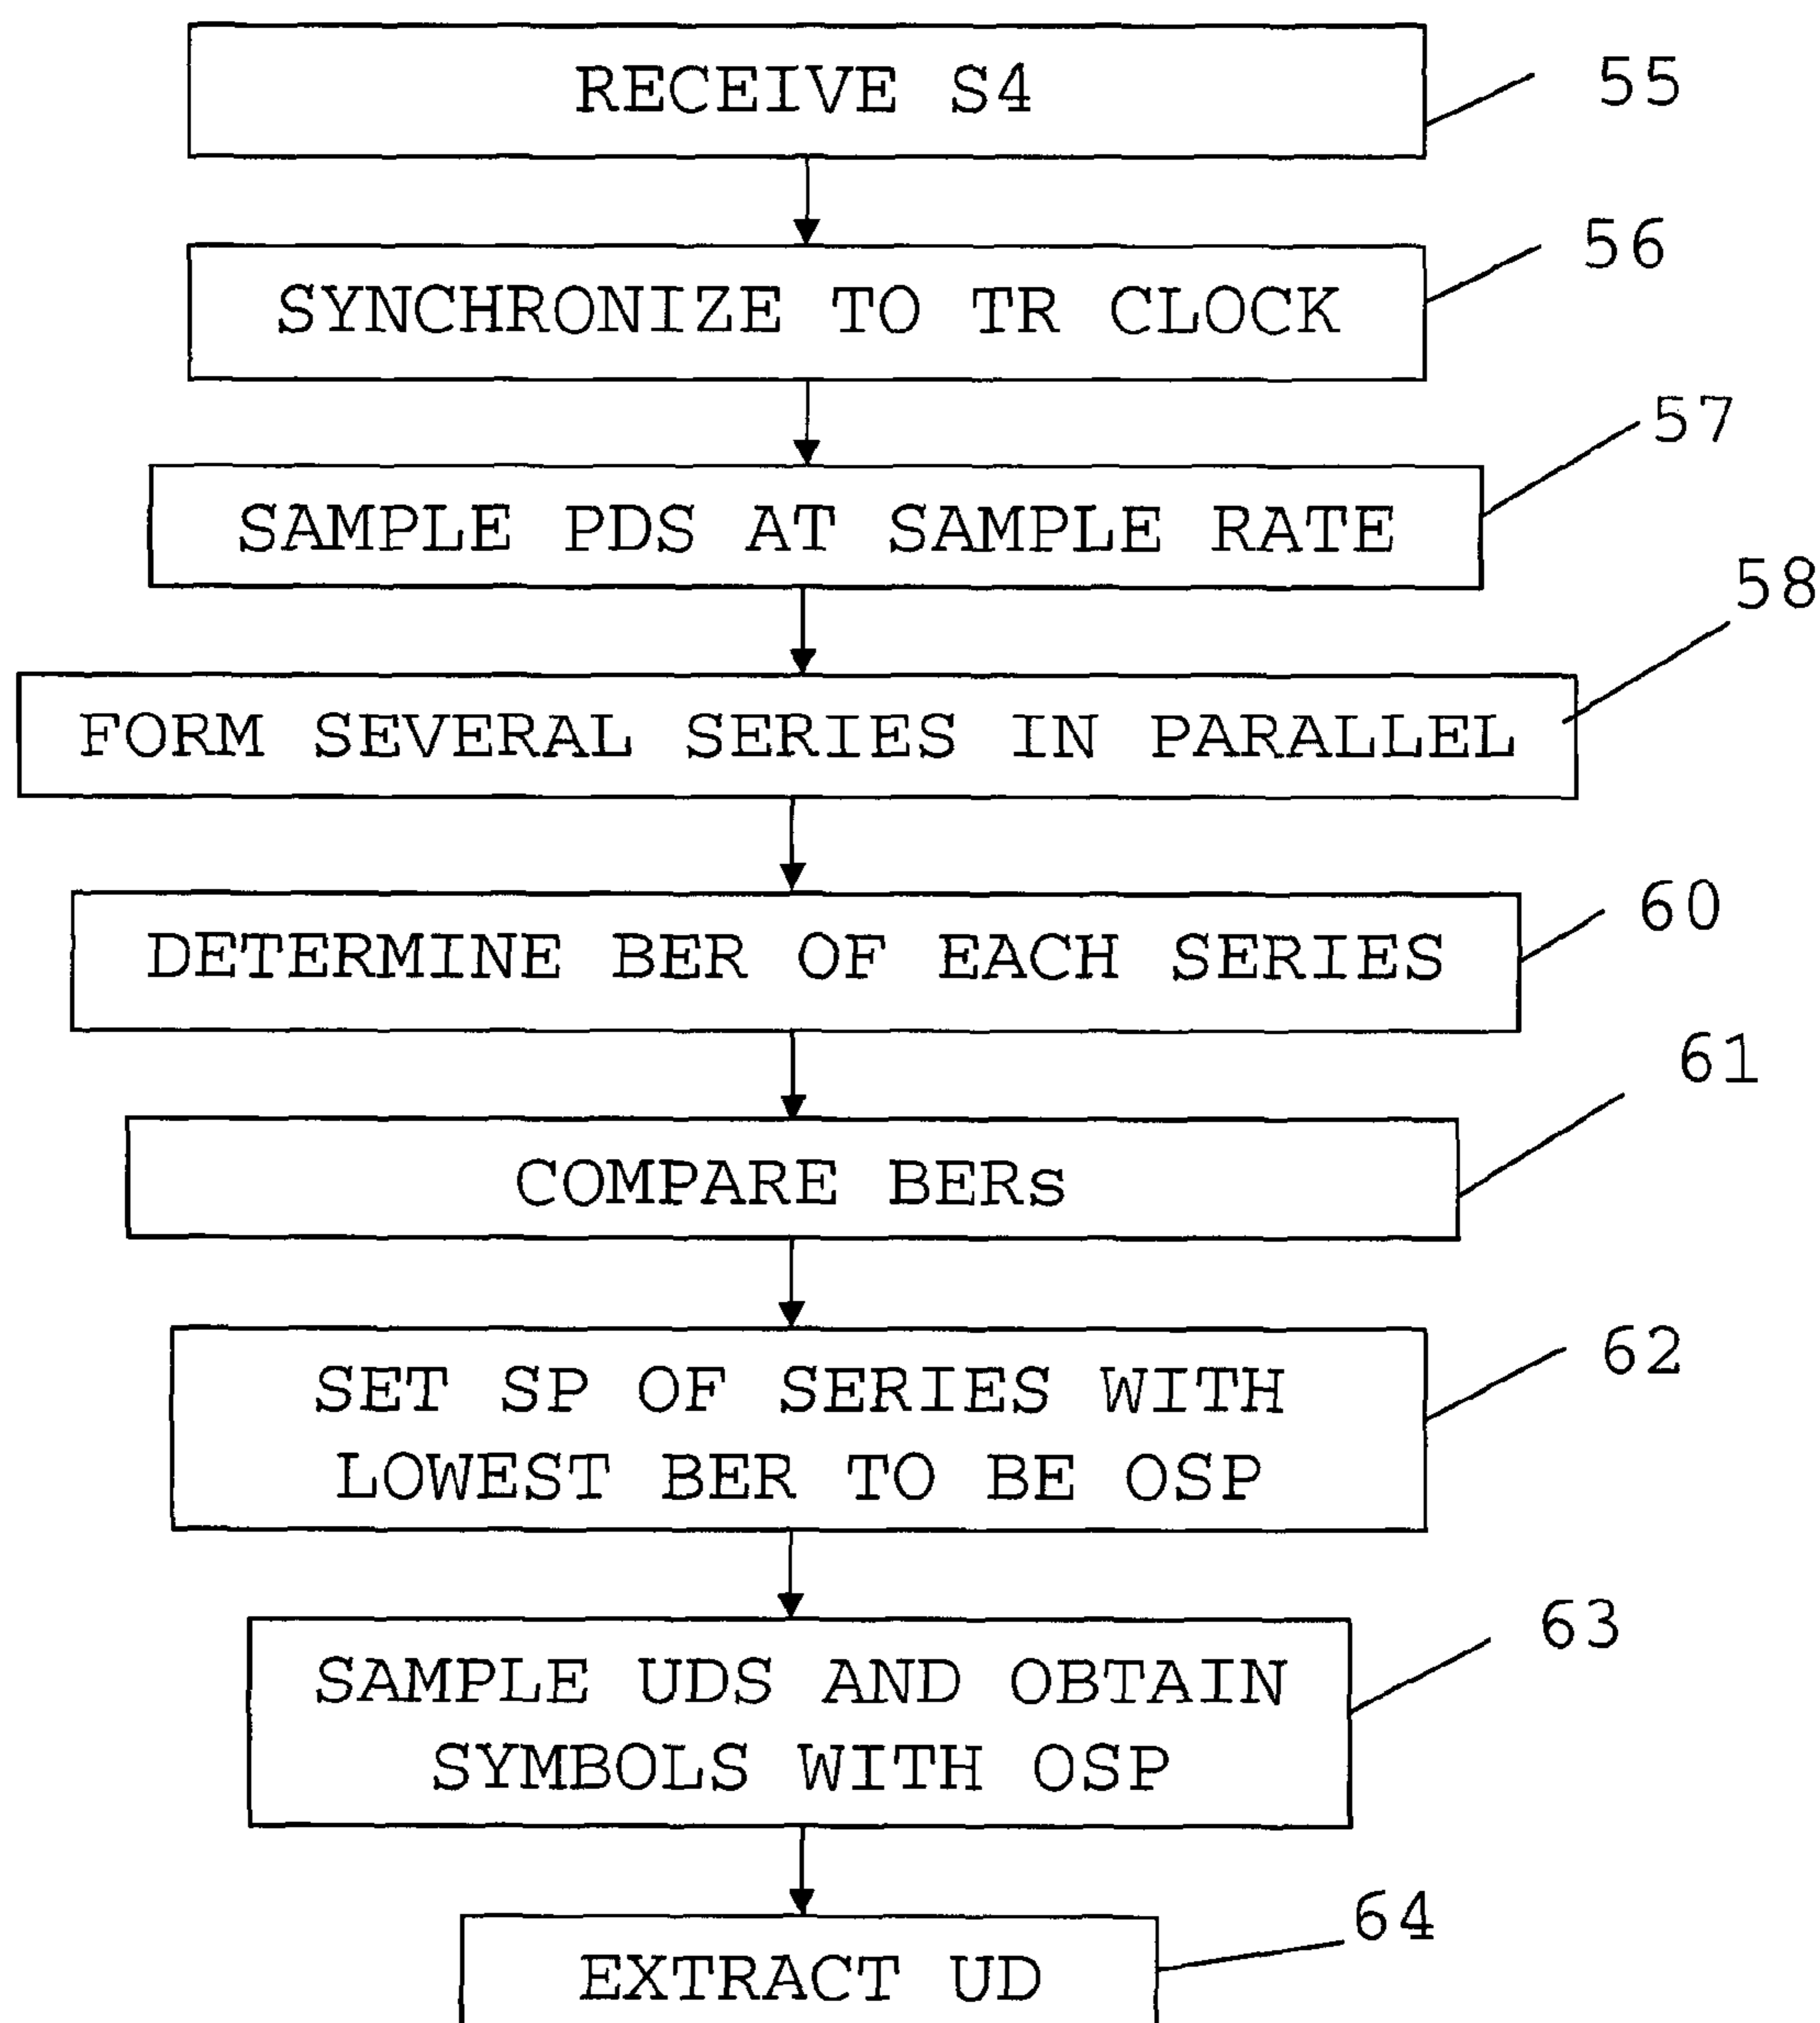 RECEIVE S4
55
SYNCHRONIZE TO TR CLOCK
56
SAMPLE PDS AT SAMPLE RATE
57
FORM SEVERAL SERIES IN PARALLEL
58
DETERMINE BER OF EACH SERIES
60
COMPARE BERs
61
SET SP OF SERIES WITH
LOWEST BER TO BE OSP
62
SAMPLE UDS AND OBTAIN
SYMBOLS WITH OSP
63
EXTRACT UD
64